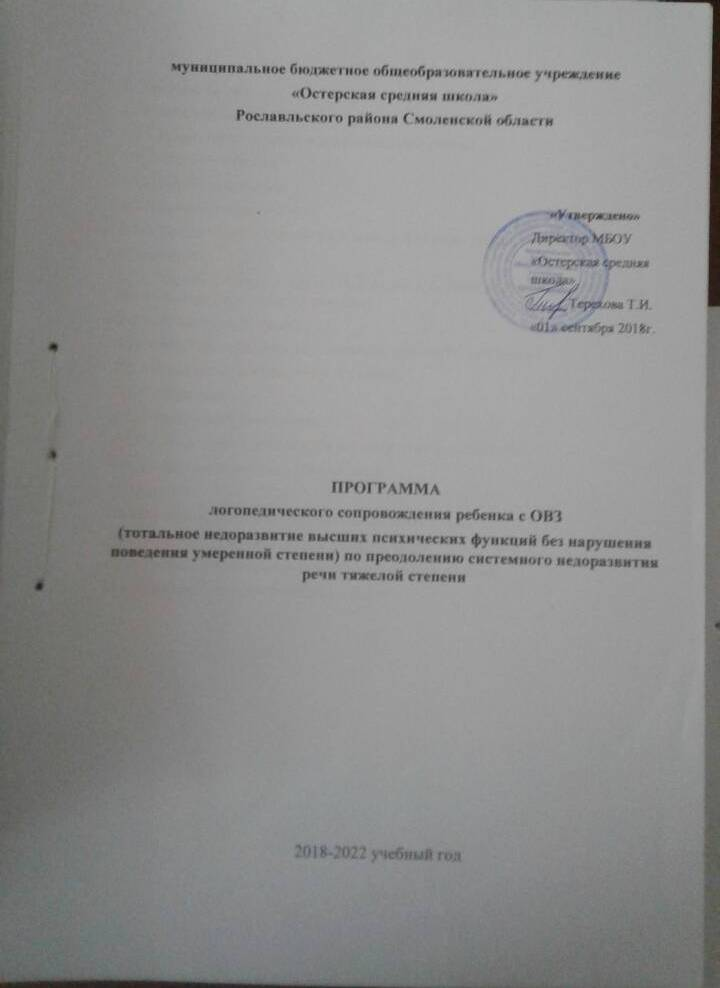 муниципальное бюджетное общеобразовательное учреждение
«Остерская средняя школа»
Рославльского района Смоленской области
«Утверждено»
Директор МБОУ
«Остерская средняя
школа»
Терехова Т.И.
«01» сентября 2018г.
ПРОГРАММА
логопедического сопровождения ребенка с ОВЗ
(тотальное недоразвитие высших психических функций без нарушения
поведения умеренной степени) по преодолению системного недоразвития
речи тяжелой степени
2018-2022 учебный год